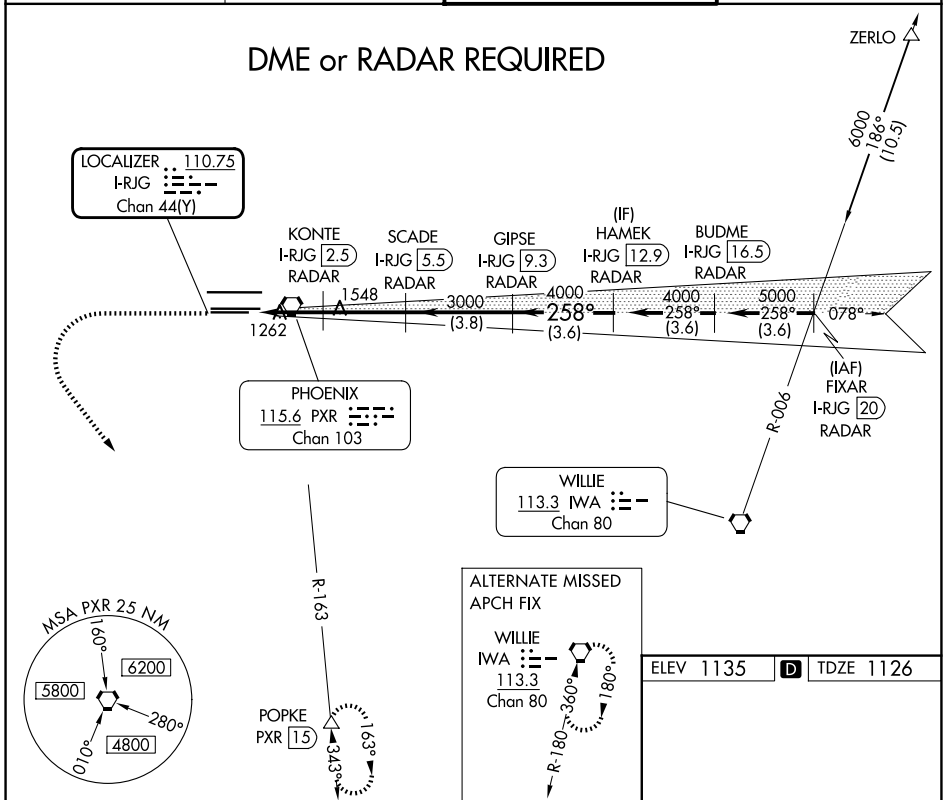 DME or RADAR REQUIRED
ZERLO
6000
186°
(10.5)
LOCALIZER 110.75
I-RJG
Chan 44(Y)
KONTE
I-RJG 2.5
RADAR
SCADE
I-RJG 5.5
RADAR
GIPSE
I-RJG 9.3
RADAR
(IF)
HAMEK
I-RJG 12.9
RADAR
BUDME
I-RJG 16.5
RADAR
1548
1262
3000
(3.8)
4000
258°
(3.6)
4000
258°
(3.6)
5000
258°
(3.6)
078°
(IAF)
FIXAR
I-RJG 20
RADAR
R-006
PHOENIX
115.6 PXR
Chan 103
WILLIE
113.3 IWA
Chan 80
R-163
MSA PXR 25 NM
160°
6200
5800
280°
010°
4800
POPKE
PXR 15
163°
343°
ALTERNATE MISSED
APCH FIX
WILLIE
IWA
113.3
Chan 80
360°
180°
R-180
ELEV 1135 D TDZE 1126